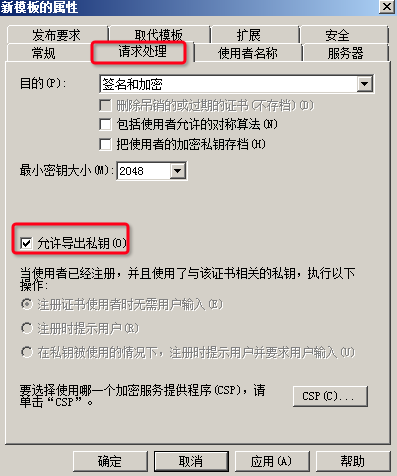 新模板的属性
发布要求 取代模板 扩展 安全
常规 请求处理 使用者名称 服务器
目的(P): 签名和加密
删除吊销的或过期的证书(不存档)(D)
包括使用者允许的对称算法(N)
把使用者的加密私钥存档(H)
最小密钥大小(M): 2048
允许导出私钥(O)
当使用者已经注册，并且使用了与该证书相关的私钥，执行以下
操作:
注册证书使用者时无需用户输入(E)
注册时提示用户(R)
在私钥被使用的情况下，注册时提示用户并要求用户输入(U)
要选择使用哪一个加密服务提供程序(CSP)，请
单击“CSP”。 CSP(C)...
确定 取消 应用(A) 帮助